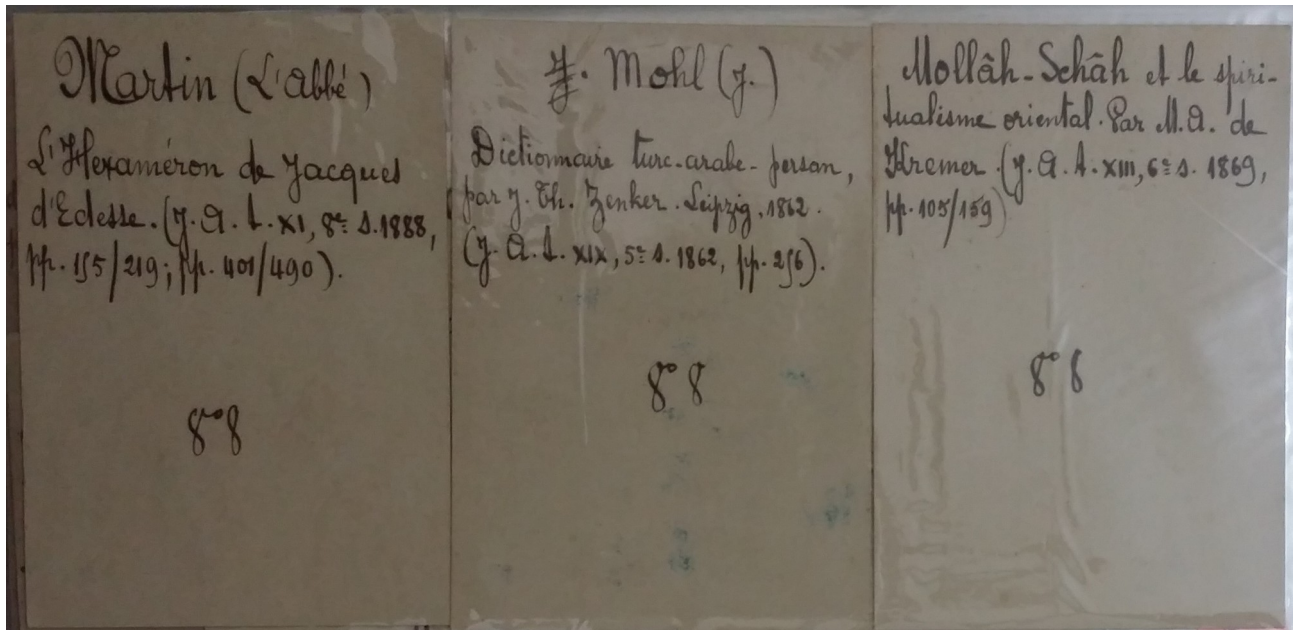 Martin (L'abbé)
L'Hexaméron de Jacques
d'Edesse. (J. A. t. XI, 8e s. 1888,
pp. 155/219; pp. 401/490).
8° 8
J. Mohl (J.)
Dictionnaire turc-arabe-persan,
par J. Th. Zenker. Leipzig, 1862.
(J. A. t. XIX, 5e s. 1862, pp. 256).
8° 8
Mollâh-Schâh et le spiri-
tualisme oriental. Par M. A. de
Kremer. (J. A. t. XIII, 6e s. 1869,
pp. 105/159)
8° 8